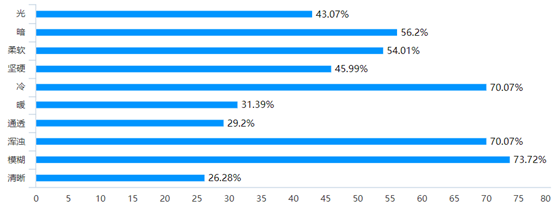 光 43.07%
暗 56.2%
柔软 54.01%
坚硬 45.99%
冷 70.07%
暖 31.39%
通透 29.2%
浑浊 70.07%
模糊 73.72%
清晰 26.28%
0 5 10 15 20 25 30 35 40 45 50 55 60 65 70 75 80